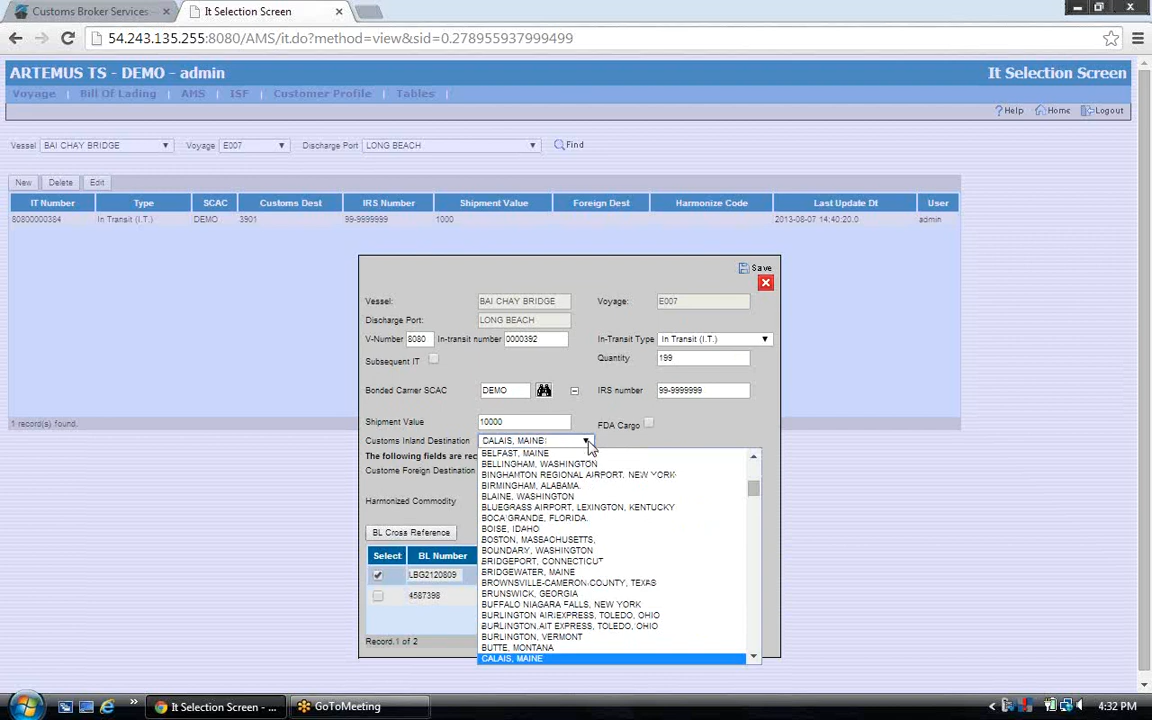 Customs Broker Services
It Selection Screen
54.243.135.255:8080/AMS/it.do?method=view&sid=0.278955937999499
ARTEMUS TS - DEMO - admin
It Selection Screen
Voyage | Bill Of Lading | AMS | ISF | Customer Profile | Tables |
? Help Home Logout
Vessel BAI CHAY BRIDGE Voyage E007 Discharge Port LONG BEACH Find
New Delete Edit
IT Number Type SCAC Customs Dest IRS Number Shipment Value Foreign Dest Harmonize Code Last Update Dt User
80800000384 In Transit (I.T.) DEMO 3901 99-9999999 1000 2013-08-07 14:40:20.0 admin
Save
Vessel: BAI CHAY BRIDGE Voyage: E007
Discharge Port: LONG BEACH
V-Number 8080 In-transit number 0000392 In-Transit Type In Transit (I.T.)
Subsequent IT Quantity 199
Bonded Carrier SCAC DEMO IRS number 99-9999999
Shipment Value 10000 FDA Cargo
1 record(s) found.
Customs Inland Destination CALAIS, MAINE
The following fields are rec
Custome Foreign Destination
Harmonized Commodity
BELFAST, MAINE
BELLINGHAM, WASHINGTON
BINGHAMTON REGIONAL AIRPORT, NEW YORK
BIRMINGHAM, ALABAMA.
BLAINE, WASHINGTON
BLUEGRASS AIRPORT, LEXINGTON, KENTUCKY
BOCA GRANDE, FLORIDA.
BOISE, IDAHO
BOSTON, MASSACHUSETTS,
BOUNDARY, WASHINGTON
BRIDGEPORT, CONNECTICUT
BRIDGEWATER, MAINE
BROWNSVILLE-CAMERON COUNTY, TEXAS
BRUNSWICK, GEORGIA
BUFFALO NIAGARA FALLS, NEW YORK
BURLINGTON AIR EXPRESS, TOLEDO, OHIO
BURLINGTON AIT EXPRESS, TOLEDO, OHIO
BURLINGTON, VERMONT
BUTTE, MONTANA
CALAIS, MAINE
BL Cross Reference
Select BL Number
LBG2120809
4587398
Record.1 of 2
It Selection Screen - ...
GoToMeeting
4:32 PM